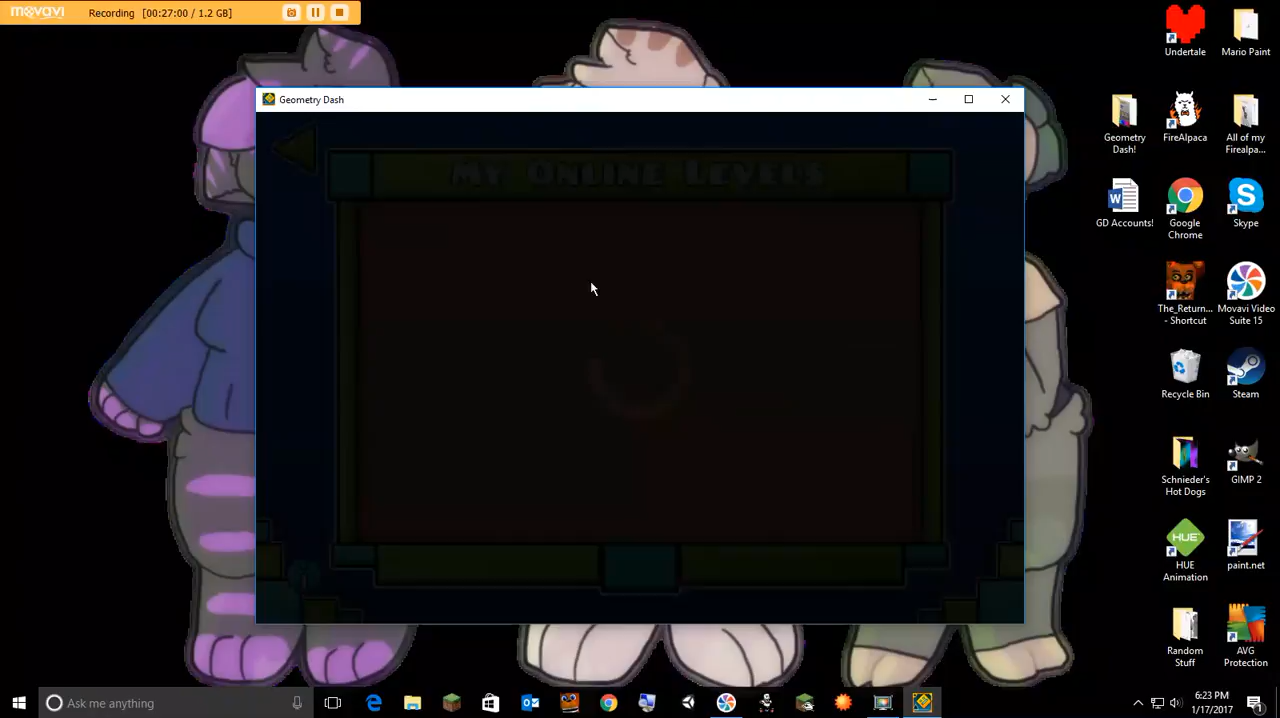 movavi Recording [00:27:00 / 1.2 GB]
Geometry Dash
My Online Levels
Undertale
Mario Paint
Geometry Dash!
FireAlpaca
All of my Firealpa...
GD Accounts!
Google Chrome
Skype
The_Return... - Shortcut
Movavi Video Suite 15
Recycle Bin
Steam
Schnieder's Hot Dogs
GIMP 2
HUE
HUE Animation
paint.net
Random Stuff
AVG Protection
Ask me anything
6:23 PM
1/17/2017
1